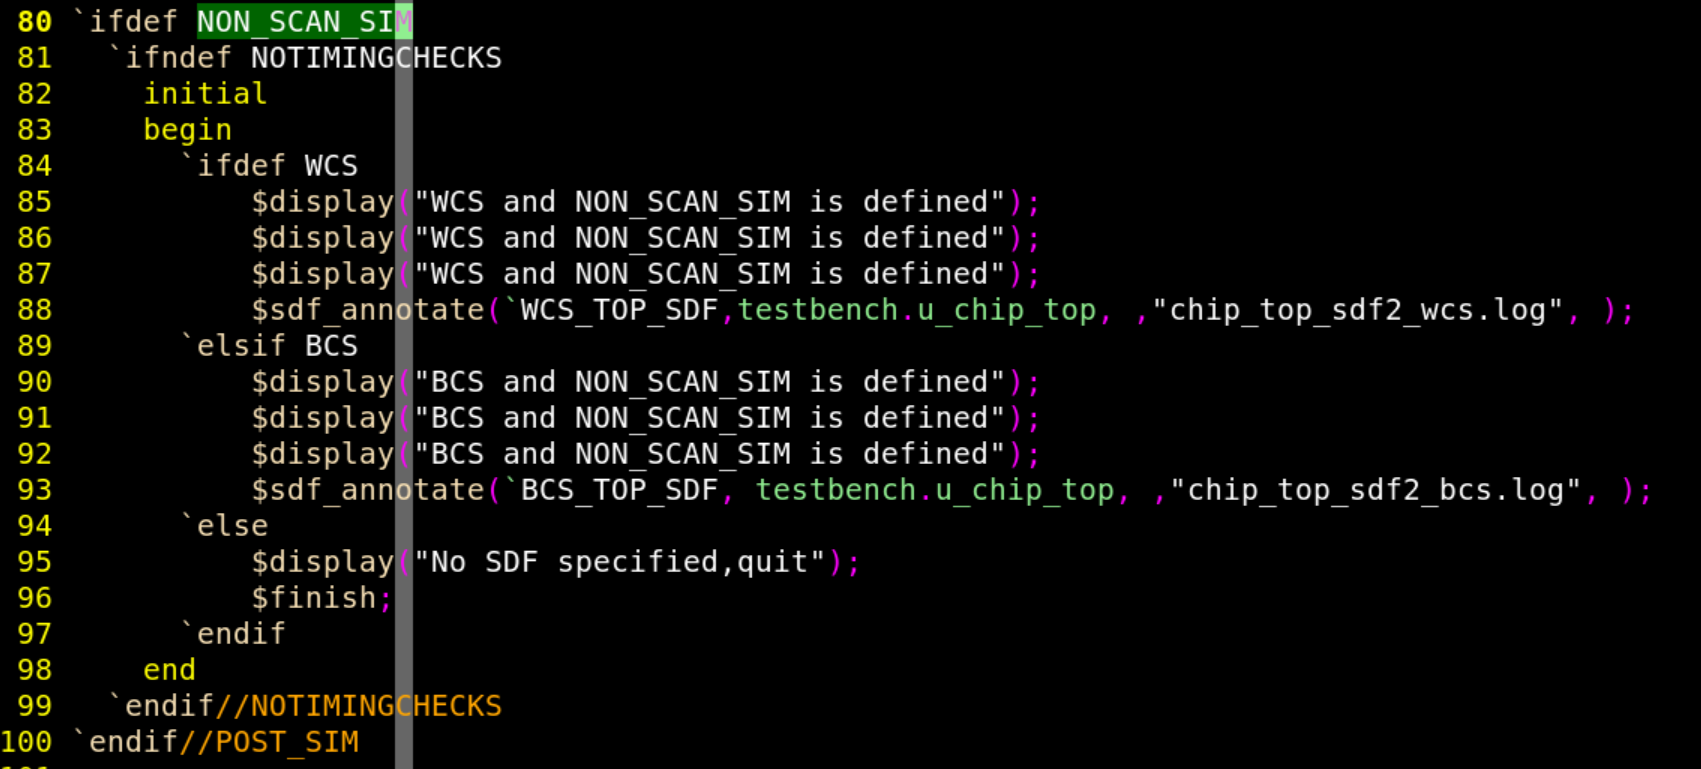 80 `ifdef NON_SCAN_SIM
81 `ifndef NOTIMINGCHECKS
82 initial
83 begin
84 `ifdef WCS
85 $display("WCS and NON_SCAN_SIM is defined");
86 $display("WCS and NON_SCAN_SIM is defined");
87 $display("WCS and NON_SCAN_SIM is defined");
88 $sdf_annotate(`WCS_TOP_SDF,testbench.u_chip_top, ,"chip_top_sdf2_wcs.log", );
89 `elsif BCS
90 $display("BCS and NON_SCAN_SIM is defined");
91 $display("BCS and NON_SCAN_SIM is defined");
92 $display("BCS and NON_SCAN_SIM is defined");
93 $sdf_annotate(`BCS_TOP_SDF, testbench.u_chip_top, ,"chip_top_sdf2_bcs.log", );
94 `else
95 $display("No SDF specified,quit");
96 $finish;
97 `endif
98 end
99 `endif//NOTIMINGCHECKS
100 `endif//POST_SIM